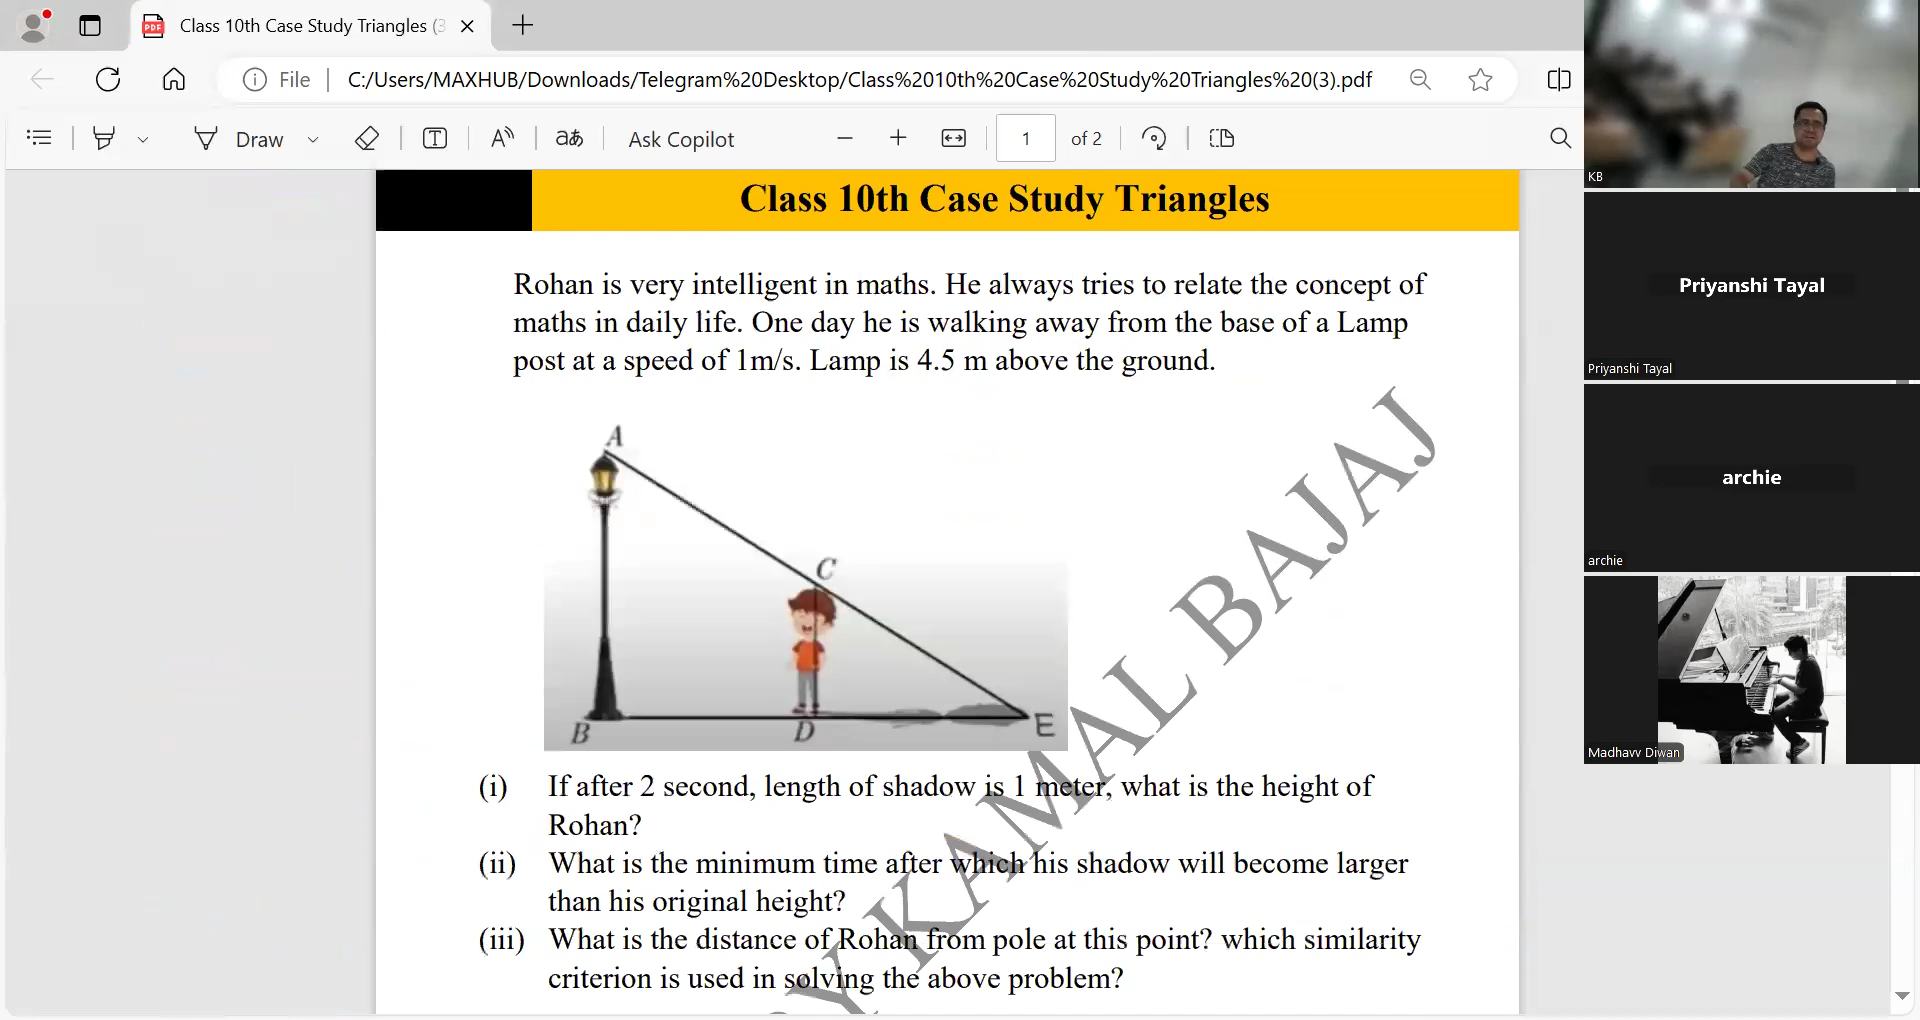 Class 10th Case Study Triangles (3
File
C:/Users/MAXHUB/Downloads/Telegram%20Desktop/Class%2010th%20Case%20Study%20Triangles%20(3).pdf
Draw
T
A
aあ
Ask Copilot
1
of 2
Class 10th Case Study Triangles
Rohan is very intelligent in maths. He always tries to relate the concept of
maths in daily life. One day he is walking away from the base of a Lamp
post at a speed of 1m/s. Lamp is 4.5 m above the ground.
A
C
B
D
E
(i) If after 2 second, length of shadow is 1 meter, what is the height of
Rohan?
(ii) What is the minimum time after which his shadow will become larger
than his original height?
(iii) What is the distance of Rohan from pole at this point? which similarity
criterion is used in solving the above problem?
Y KAMAL BAJAJ
KB
Priyanshi Tayal
Priyanshi Tayal
archie
archie
Madhavv Diwan